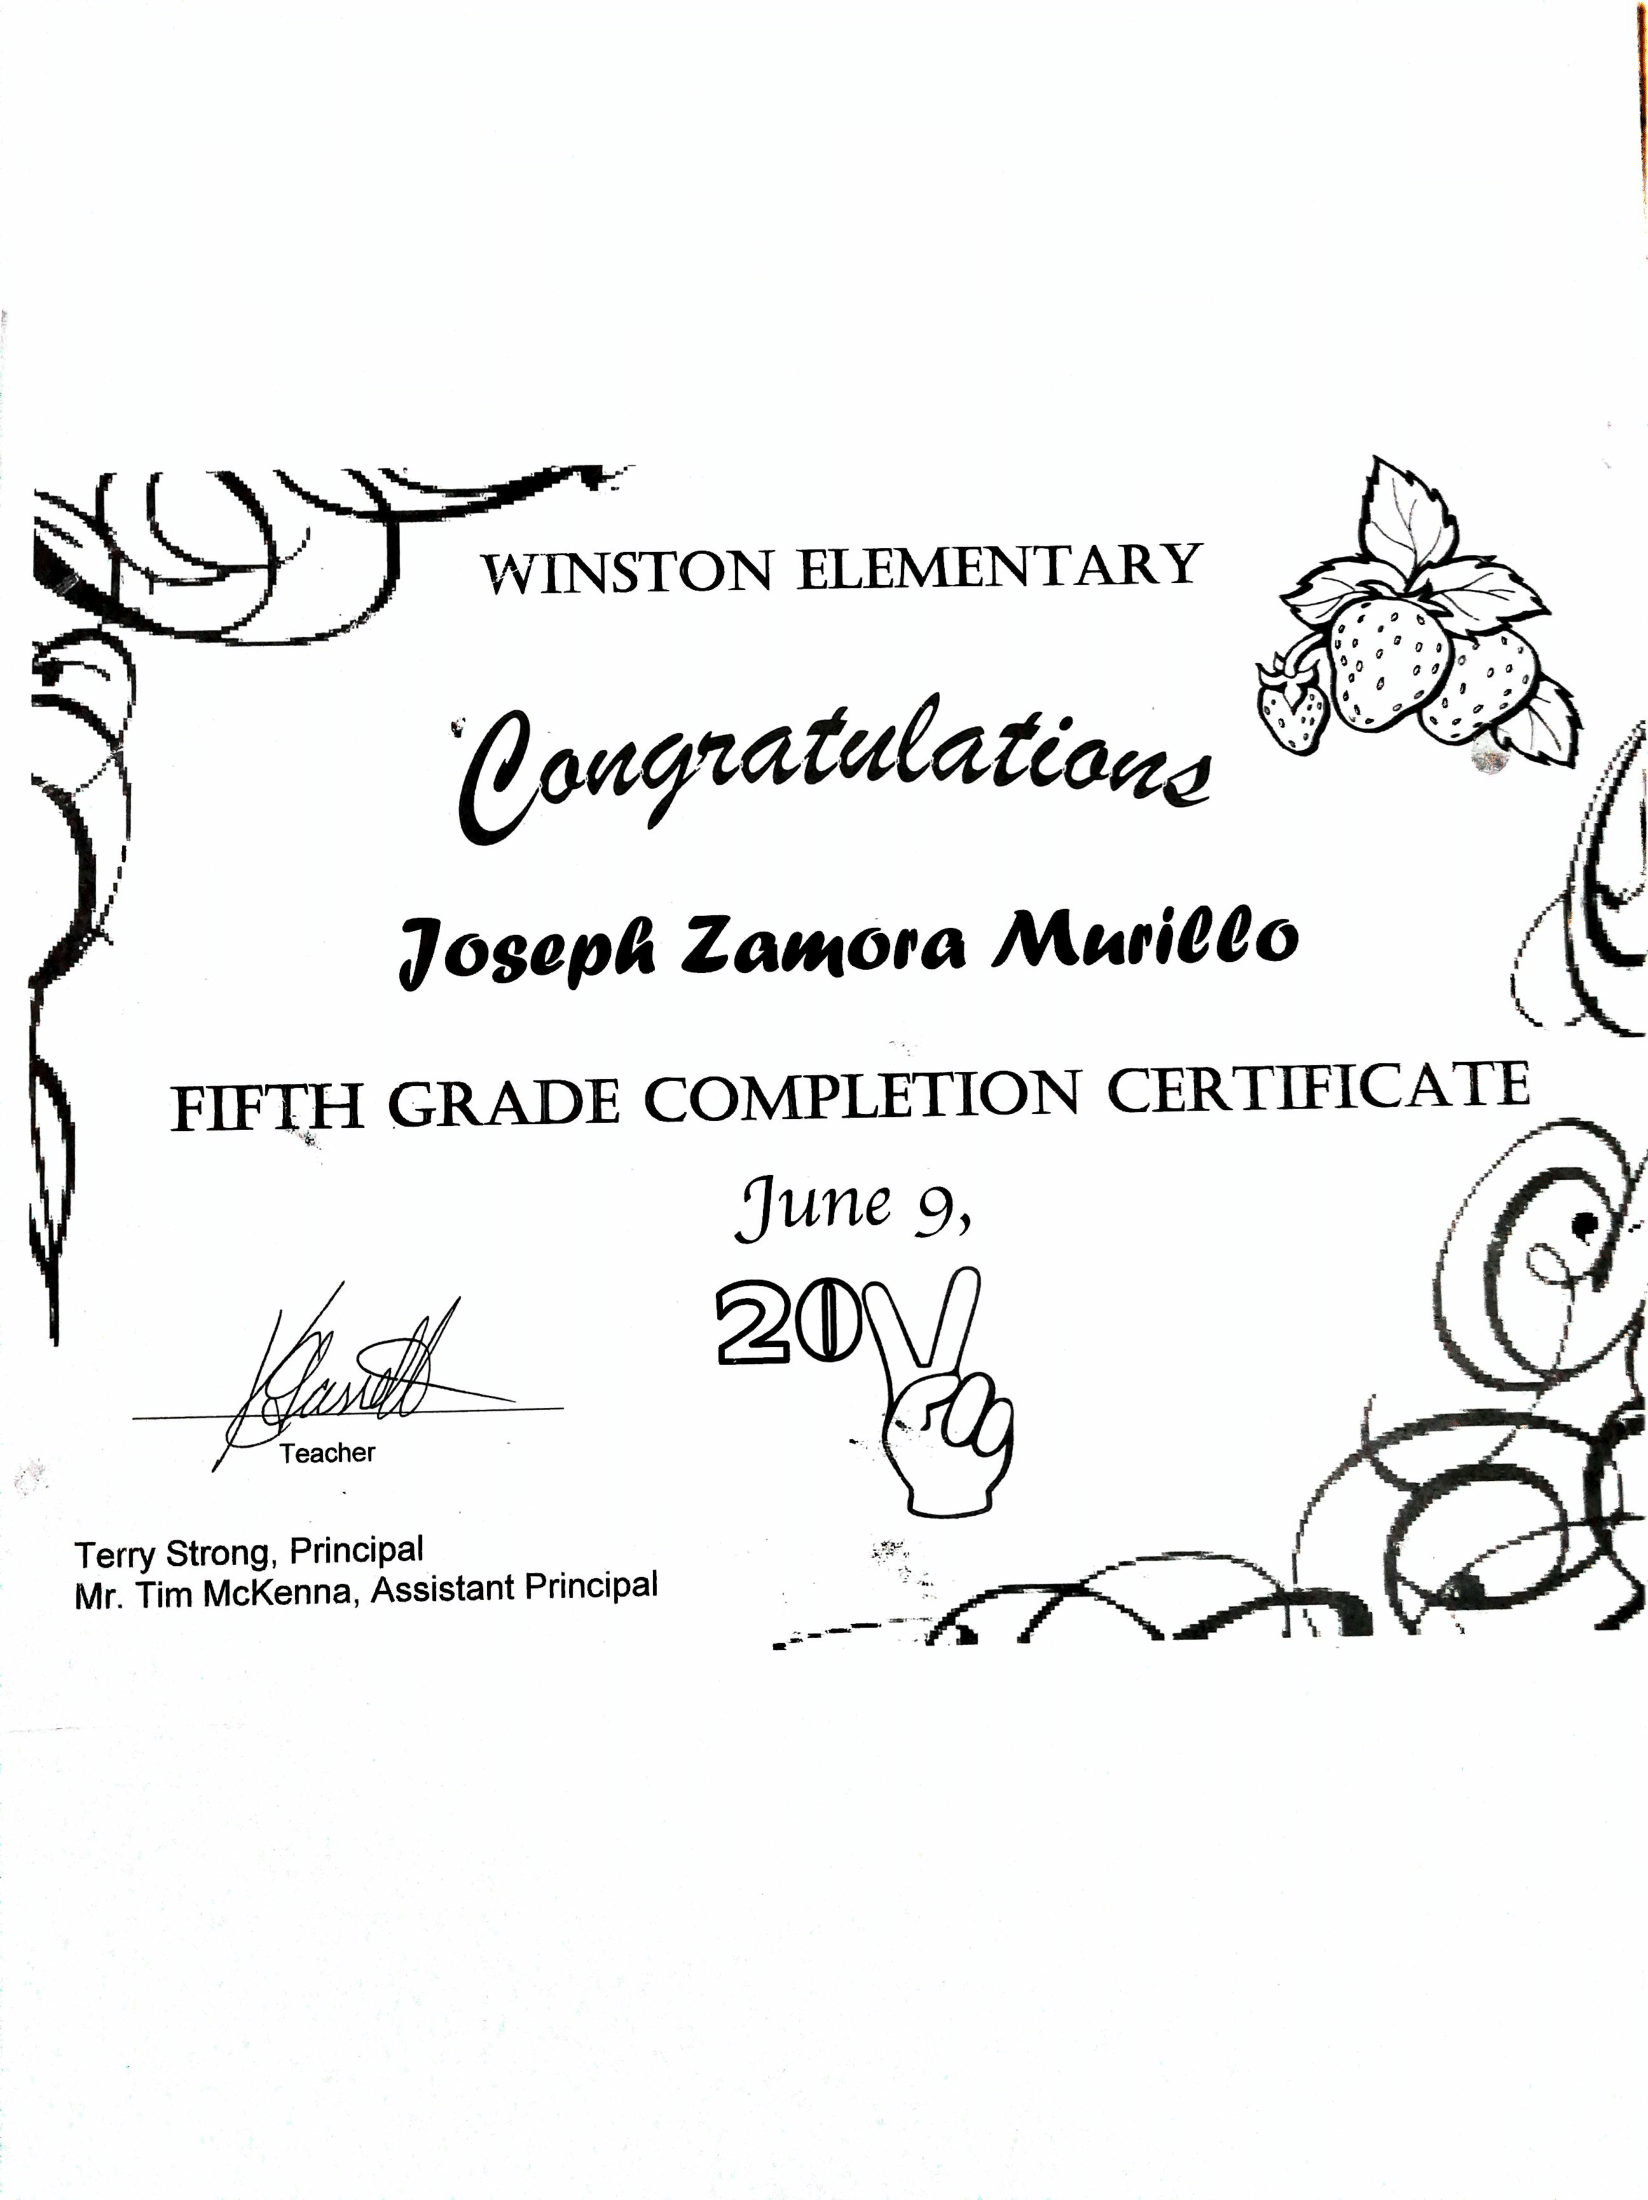 WINSTON ELEMENTARY
Congratulations
Joseph Zamora Murillo
FIFTH GRADE COMPLETION CERTIFICATE
June 9,
20
Teacher
Terry Strong, Principal
Mr. Tim McKenna, Assistant Principal